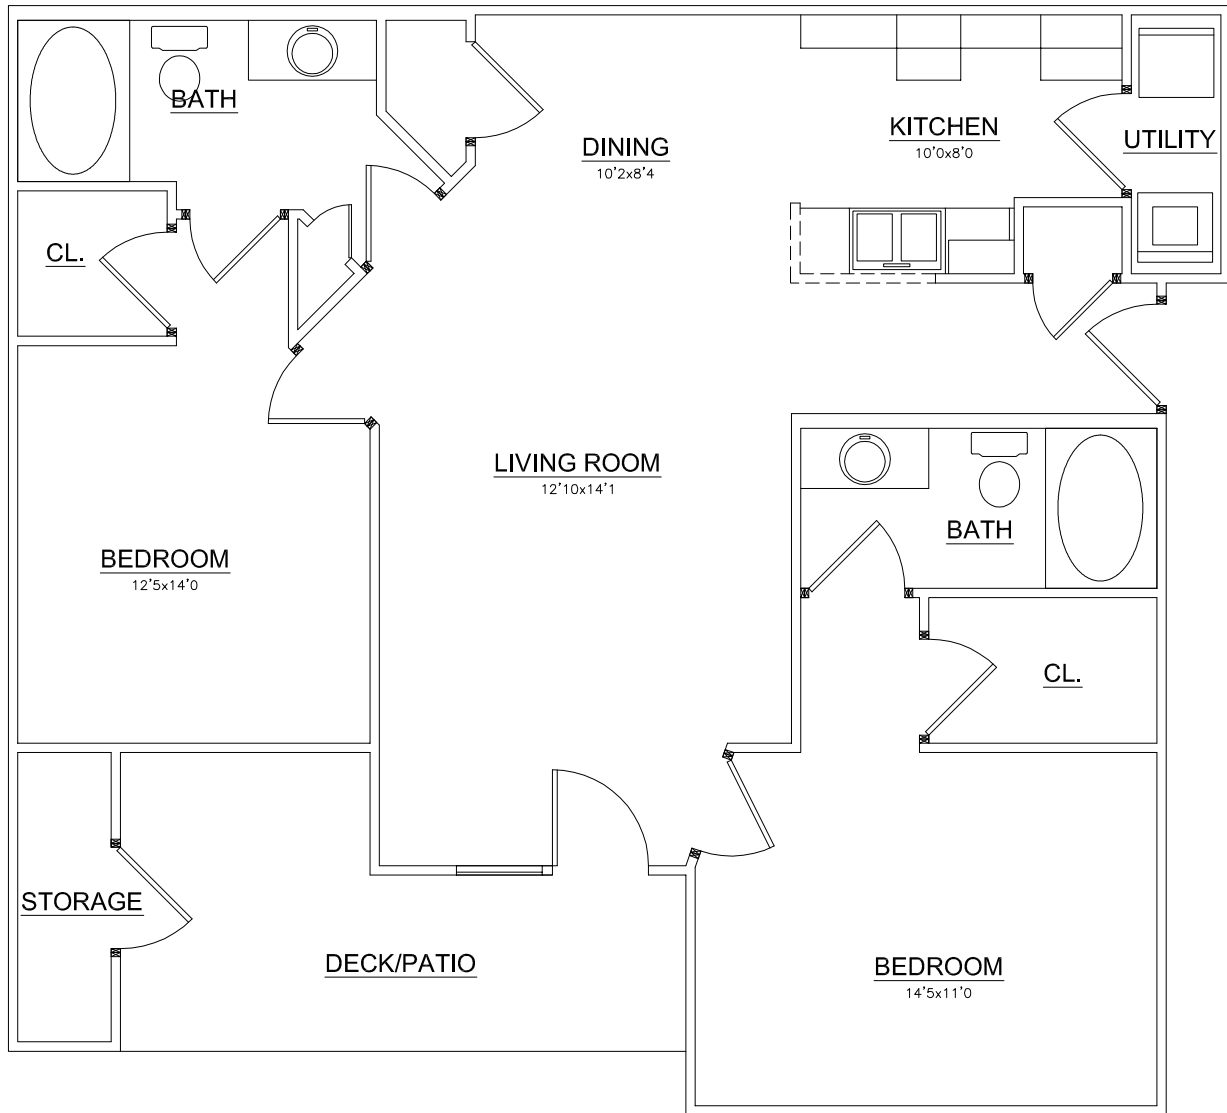 BATH
KITCHEN
10'0x8'0
UTILITY
DINING
10'2x8'4
CL.
LIVING ROOM
12'10x14'1
BATH
BEDROOM
12'5x14'0
CL.
STORAGE
DECK/PATIO
BEDROOM
14'5x11'0